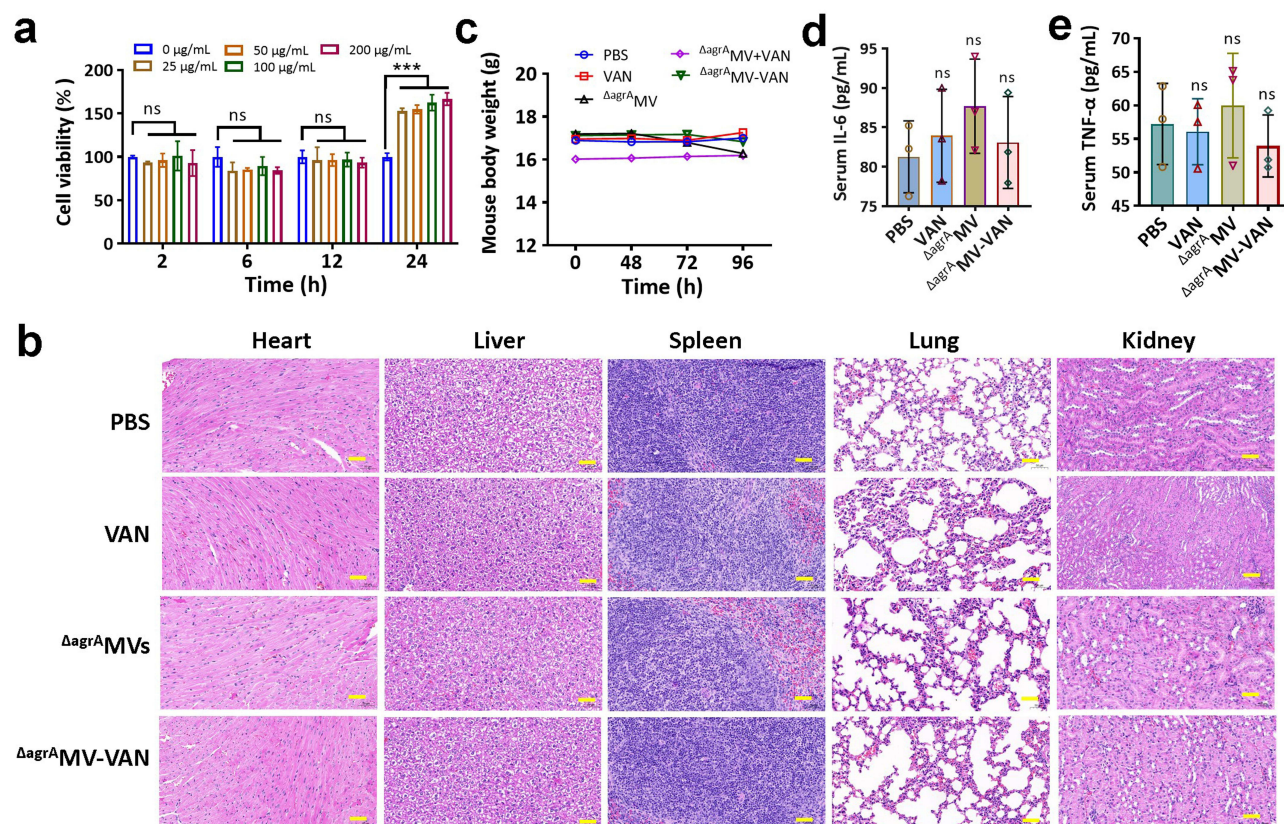 a
0 µg/mL
50 µg/mL
200 µg/mL
25 µg/mL
100 µg/mL
Cell viability (%)
200
150
100
50
0
ns
ns
ns
***
2
6
12
24
Time (h)
c
PBS
VAN
ΔagrAMV
ΔagrAMV+VAN
ΔagrAMV-VAN
Mouse body weight (g)
20
18
16
14
12
0
48
72
96
Time (h)
d
Serum IL-6 (pg/mL)
95
90
85
80
75
ns
ns
ns
PBS
VAN
ΔagrAMV
ΔagrAMV-VAN
e
Serum TNF-α (pg/mL)
70
65
60
55
50
45
ns
ns
ns
PBS
VAN
ΔagrAMV
ΔagrAMV-VAN
b
Heart
Liver
Spleen
Lung
Kidney
PBS
VAN
ΔagrAMVs
ΔagrAMV-VAN